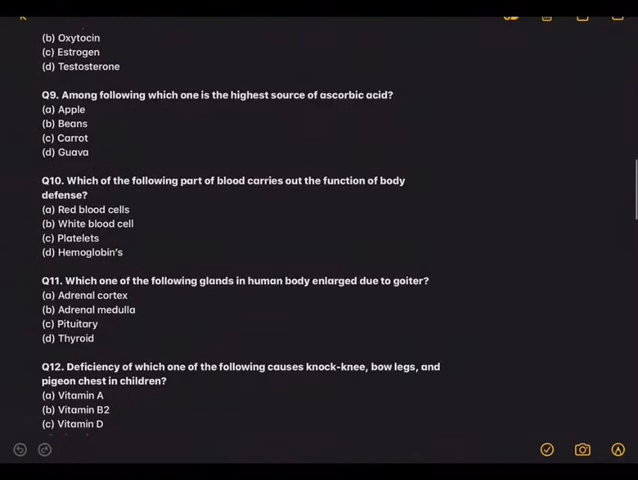 (b) Oxytocin
(c) Estrogen
(d) Testosterone
Q9. Among following which one is the highest source of ascorbic acid?
(a) Apple
(b) Beans
(c) Carrot
(d) Guava
Q10. Which of the following part of blood carries out the function of body
defense?
(a) Red blood cells
(b) White blood cell
(c) Platelets
(d) Hemoglobin's
Q11. Which one of the following glands in human body enlarged due to goiter?
(a) Adrenal cortex
(b) Adrenal medulla
(c) Pituitary
(d) Thyroid
Q12. Deficiency of which one of the following causes knock-knee, bow legs, and
pigeon chest in children?
(a) Vitamin A
(b) Vitamin B2
(c) Vitamin D